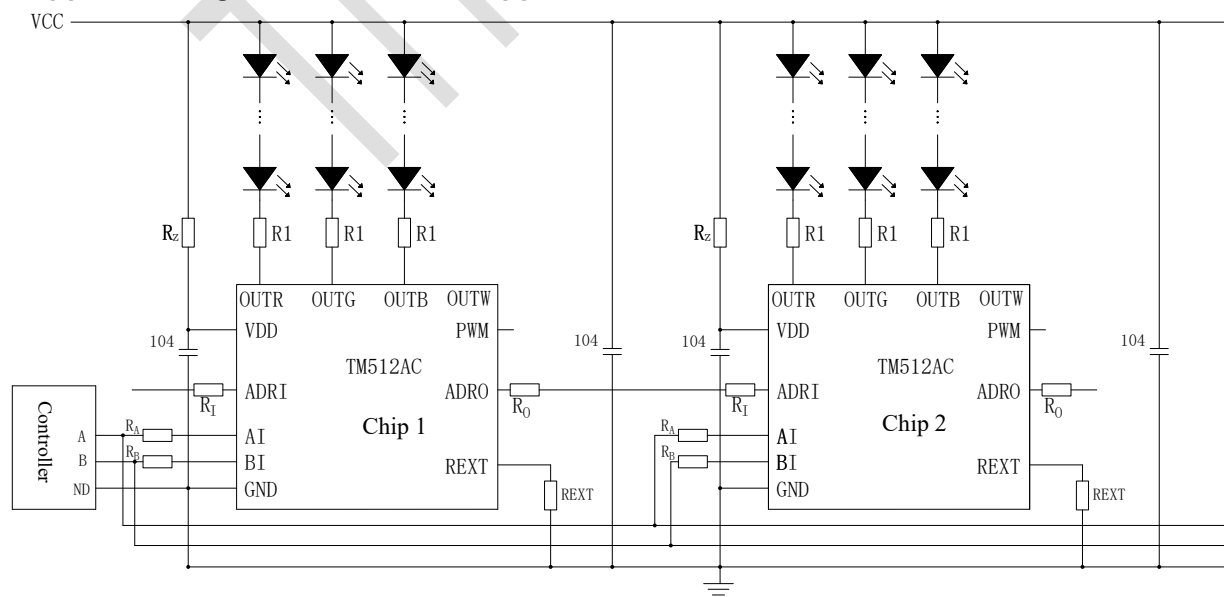 VCC
Rz R1 R1 R1 Rz R1 R1 R1
OUTR OUTG OUTB OUTW OUTR OUTG OUTB OUTW
VDD PWM VDD PWM
104 104 104 104
TM512AC TM512AC
ADRI ADRO ADRI ADRO
RI RO RI RO
Controller
Chip 1 Chip 2
A RA AI RA AI
B RB BI REXT RB BI REXT
ND GND REXT GND REXT